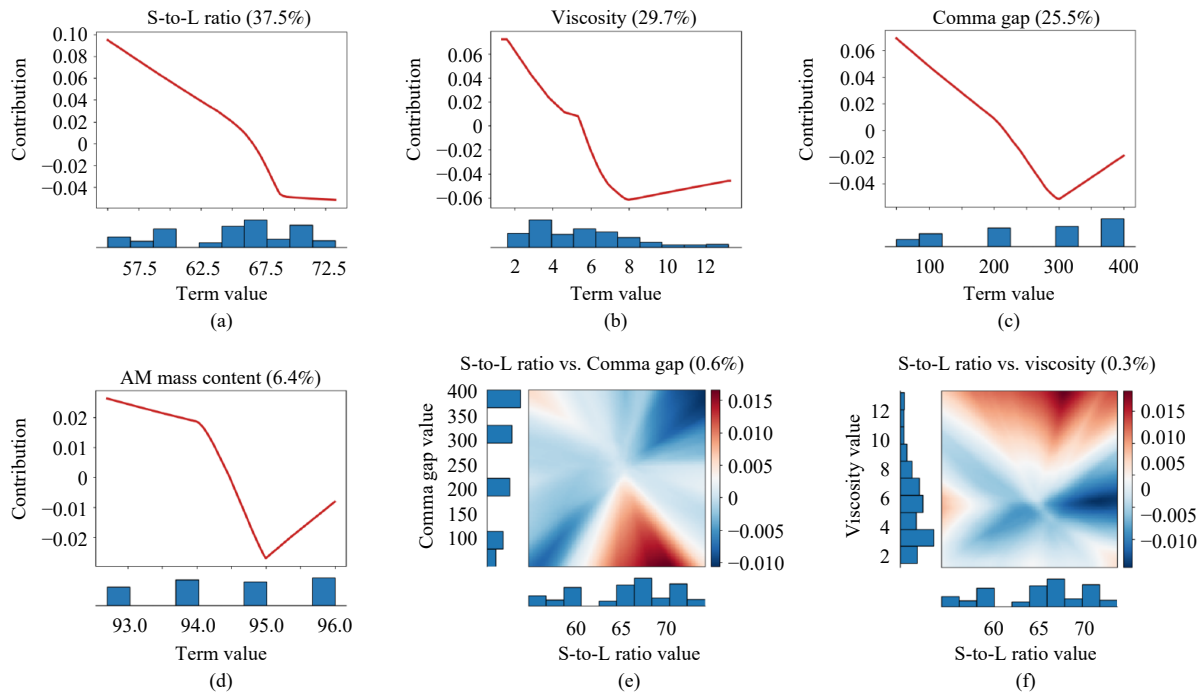 S-to-L ratio (37.5%)
Contribution
0.10
0.08
0.06
0.04
0.02
0
−0.02
−0.04
57.5 62.5 67.5 72.5
Term value
(a)
Viscosity (29.7%)
Contribution
0.06
0.04
0.02
0
−0.02
−0.04
−0.06
2 4 6 8 10 12
Term value
(b)
Comma gap (25.5%)
Contribution
0.06
0.04
0.02
0
−0.02
−0.04
100 200 300 400
Term value
(c)
AM mass content (6.4%)
Contribution
0.02
0.01
0
−0.01
−0.02
93.0 94.0 95.0 96.0
Term value
(d)
S-to-L ratio vs. Comma gap (0.6%)
Comma gap value
400
300
250
200
150
100
0.015
0.010
0.005
0
−0.005
−0.010
60 65 70
S-to-L ratio value
(e)
S-to-L ratio vs. viscosity (0.3%)
Viscosity value
12
10
8
6
4
2
0.015
0.010
0.005
0
−0.005
−0.010
60 65 70
S-to-L ratio value
(f)